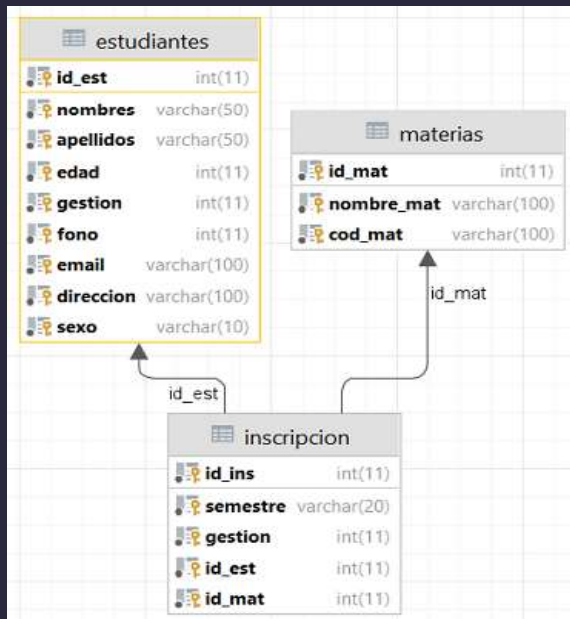 estudiantes
id_est int(11)
nombres varchar(50)
apellidos varchar(50)
edad int(11)
gestion int(11)
fono int(11)
email varchar(100)
direccion varchar(100)
sexo varchar(10)
materias
id_mat int(11)
nombre_mat varchar(100)
cod_mat varchar(100)
id_mat
id_est
inscripcion
id_ins int(11)
semestre varchar(20)
gestion int(11)
id_est int(11)
id_mat int(11)